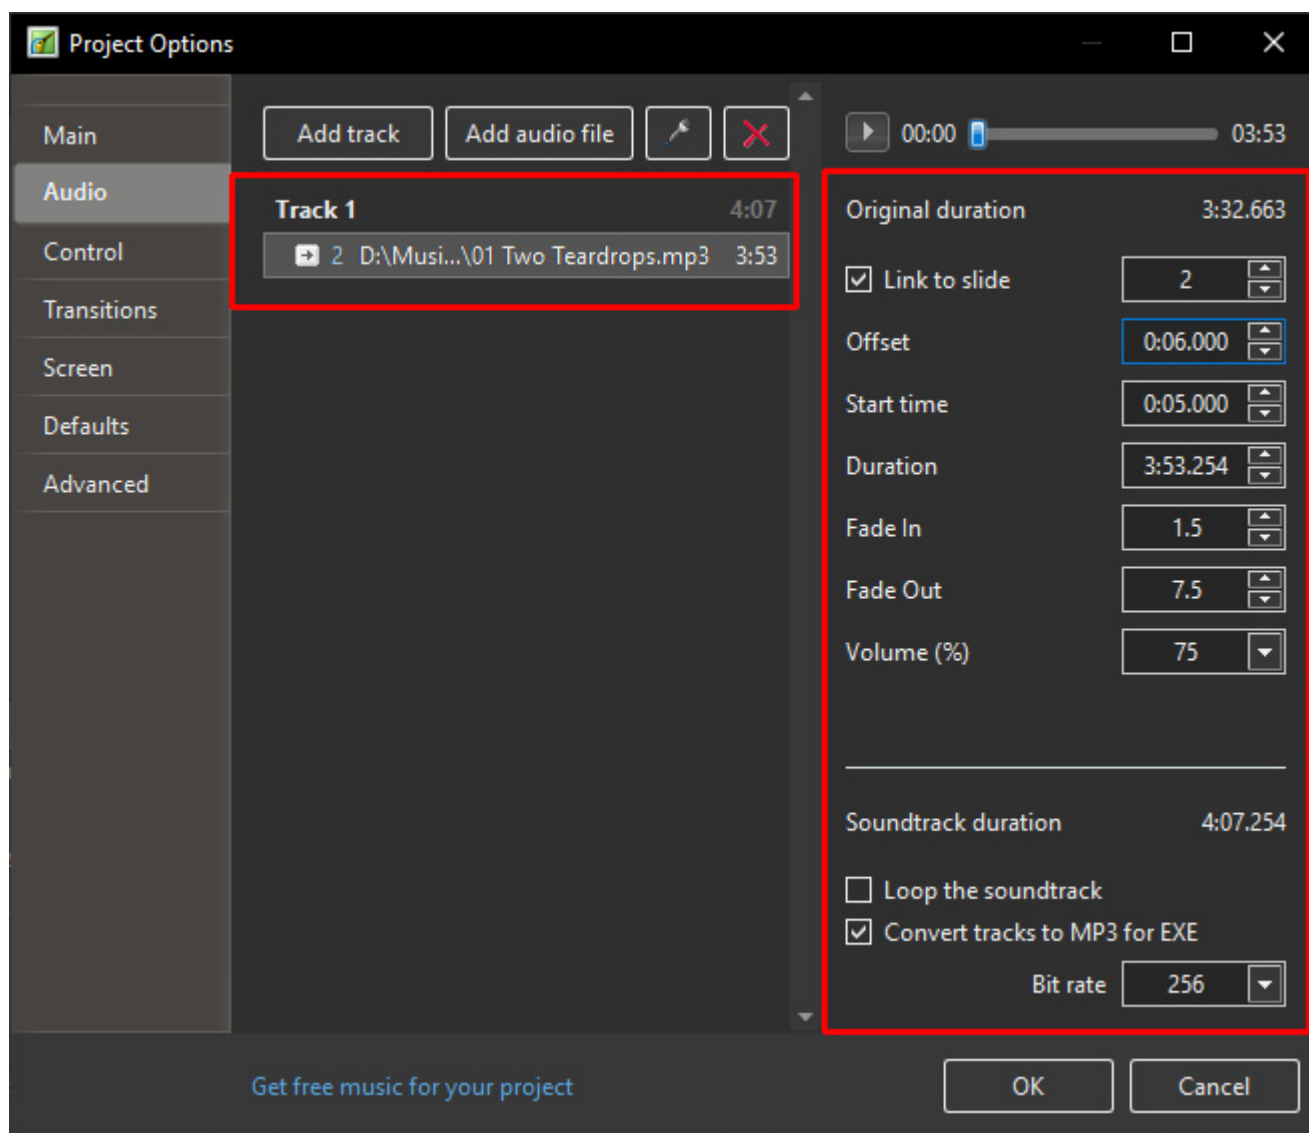 Project Options
Main
Audio
Control
Transitions
Screen
Defaults
Advanced
Add track Add audio file
Track 1 4:07
2 D:\Musi...\01 Two Teardrops.mp3 3:53
00:00 03:53
Original duration 3:32.663
Link to slide 2
Offset 0:06.000
Start time 0:05.000
Duration 3:53.254
Fade In 1.5
Fade Out 7.5
Volume (%) 75
Soundtrack duration 4:07.254
Loop the soundtrack
Convert tracks to MP3 for EXE
Bit rate 256
Get free music for your project
OK Cancel